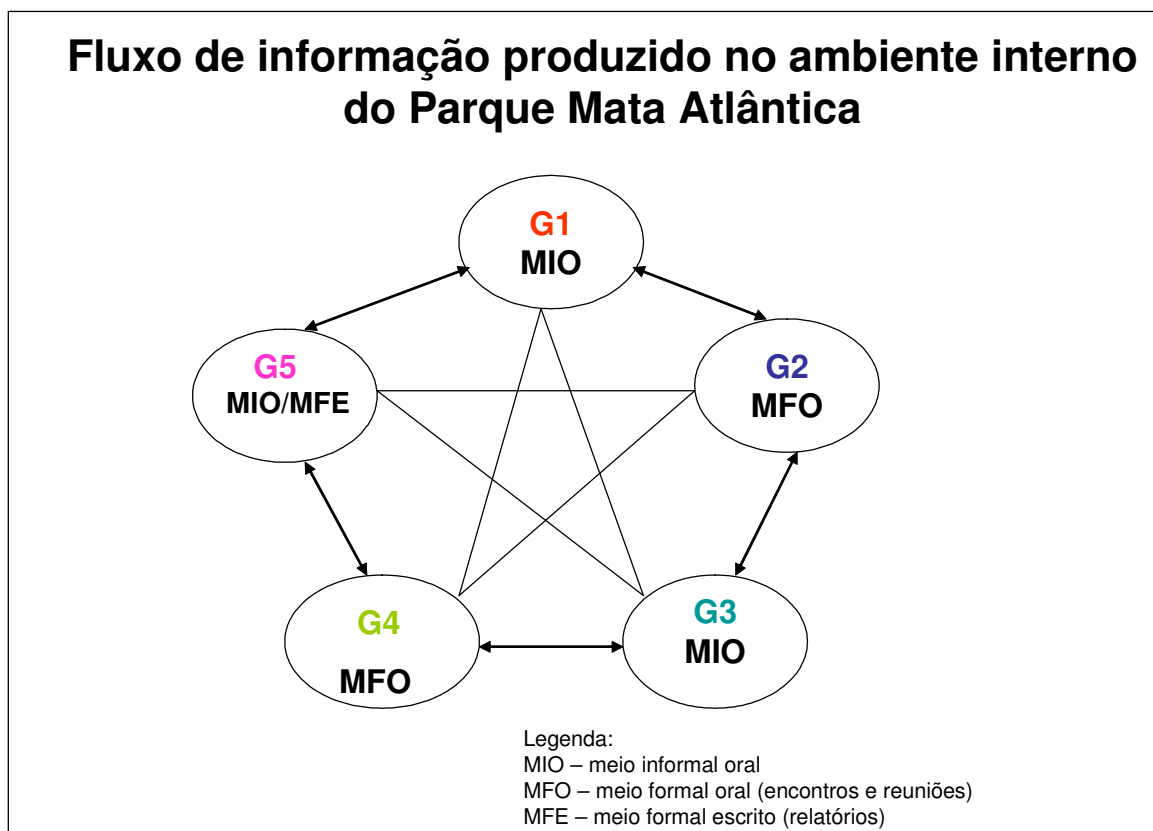 Fluxo de informação produzido no ambiente interno
do Parque Mata Atlântica
G1
MIO
G5
MIO/MFE
G2
MFO
G4
MFO
G3
MIO
Legenda:
MIO – meio informal oral
MFO – meio formal oral (encontros e reuniões)
MFE – meio formal escrito (relatórios)